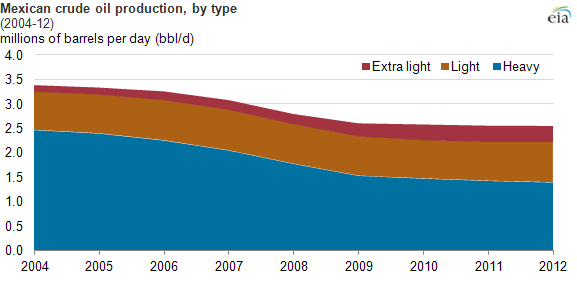 Mexican crude oil production, by type
(2004-12)
millions of barrels per day (bbl/d)
eia
4.0
Extra light Light Heavy
3.5
3.0
2.5
2.0
1.5
1.0
0.5
0.0
2004 2005 2006 2007 2008 2009 2010 2011 2012